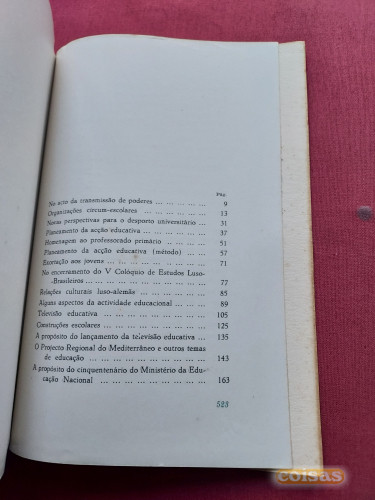 PÁG.
No acto da transmissão de poderes ... ... ... ... ... 9
Organizações circum-escolares ... ... ... ... ... ... 13
Novas perspectivas para o desporto universitário ... 31
Planeamento da acção educativa ... ... ... ... ... 37
Homenagem ao professorado primário ... ... ... ... 51
Planeamento da acção educativa (método) ... ... ... 57
Exortação aos jovens ... ... ... ... ... ... ... ... 71
No encerramento do V Colóquio de Estudos Luso-
-Brasileiros ... ... ... ... ... ... ... ... ... ... 77
Relações culturais luso-alemãs ... ... ... ... ... ... 85
Alguns aspectos da actividade educacional ... ... ... 89
Televisão educativa ... ... ... ... ... ... ... ... 105
Construções escolares ... ... ... ... ... ... ... ... 125
A propósito do lançamento da televisão educativa ... 135
O Projecto Regional do Mediterrâneo e outros temas
de educação ... ... ... ... ... ... ... ... ... 143
A propósito do cinquentenário do Ministério da Edu-
cação Nacional ... ... ... ... ... ... ... ... ... 163
523
coisas